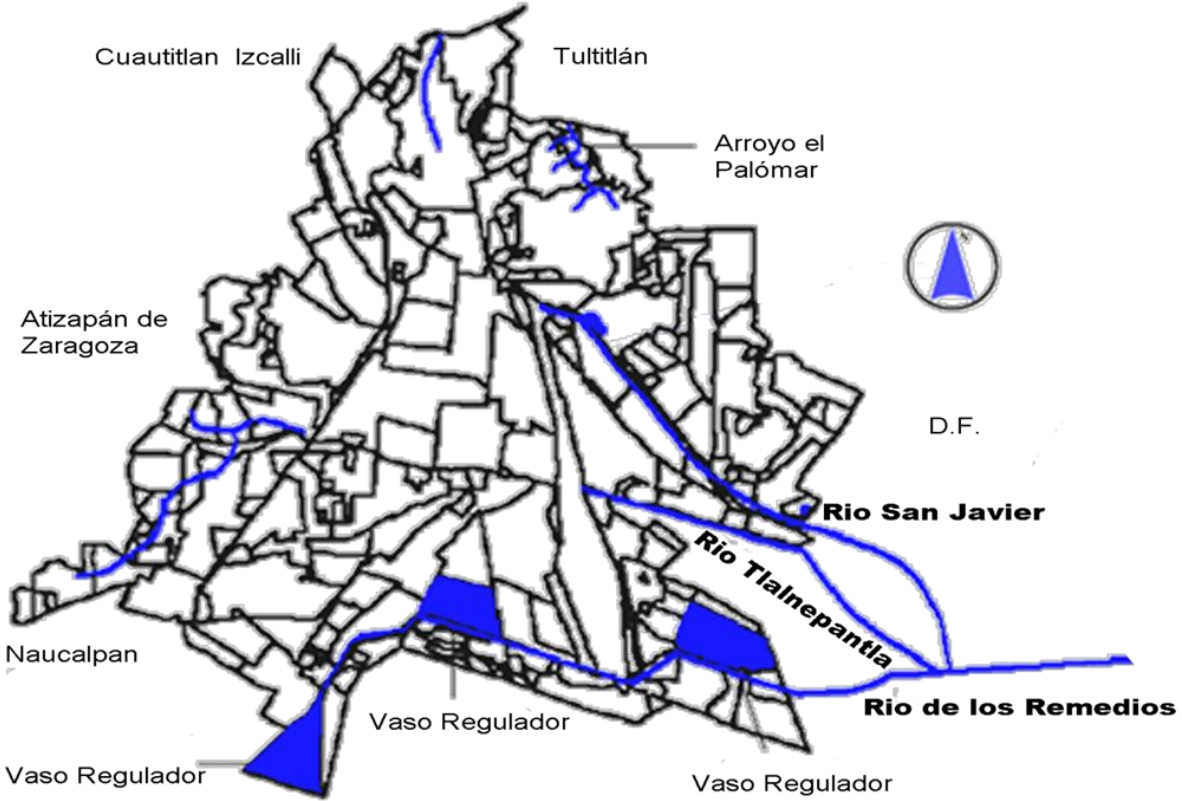 Cuautitlan Izcalli
Tultitlán
Arroyo el
Palómar
N
Atizapán de
Zaragoza
D.F.
Rio San Javier
Rio Tlalnepantla
Naucalpan
Rio de los Remedios
Vaso Regulador
Vaso Regulador
Vaso Regulador